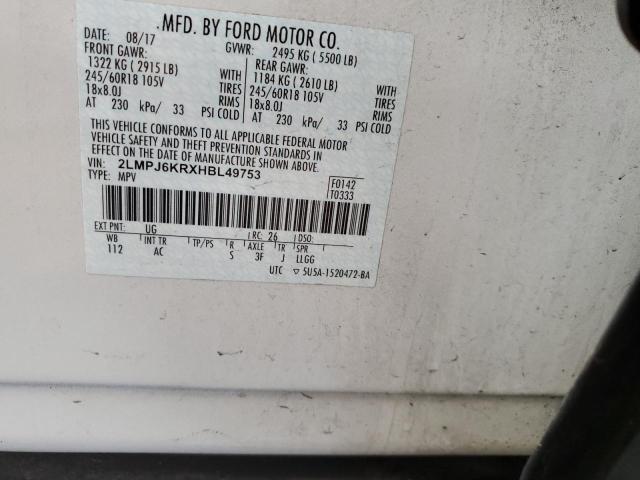 .MFD. BY FORD MOTOR CO.
DATE: 08/17 GVWR: 2495 KG ( 5500 LB)
FRONT GAWR: REAR GAWR:
1322 KG ( 2915 LB) WITH 1184 KG ( 2610 LB) WITH
245/60R18 105V TIRES 245/60R18 105V TIRES
18x8.0J RIMS 18x8.0J RIMS
AT 230 kPa/ 33 PSI COLD AT 230 kPa/ 33 PSI COLD
THIS VEHICLE CONFORMS TO ALL APPLICABLE FEDERAL MOTOR
VEHICLE SAFETY AND THEFT PREVENTION STANDARDS IN
EFFECT ON THE DATE OF MANUFACTURE SHOWN ABOVE.
VIN: 2LMPJ6KRXHBL49753
TYPE: MPV F0142
T0333
EXT PNT: UG RC: 26 DSO:
WB INT TR TP/PS R AXLE TR SPR
112 AC S 3F J LLGG
UTC ▽ 5U5A-1520472-BA